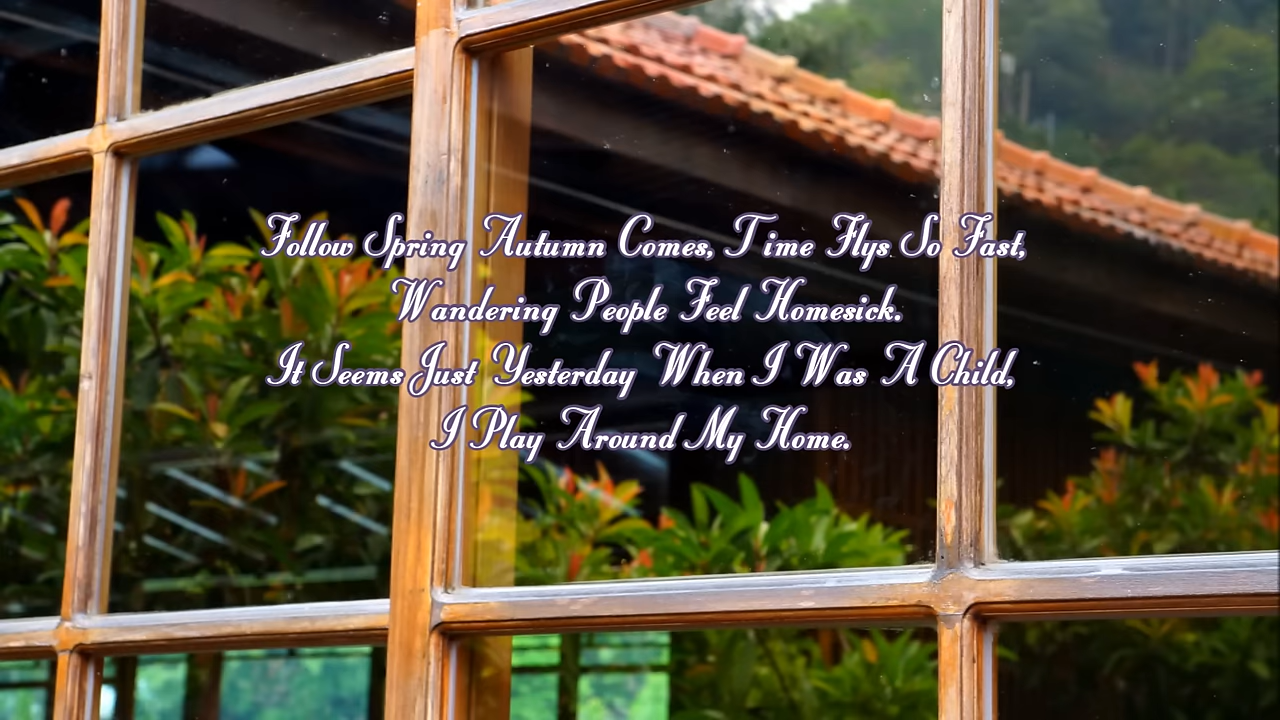 Follow Spring Autumn Comes, Time Flys So Fast,
Wandering People Feel Homesick.
It Seems Just Yesterday When I Was A Child,
I Play Around My Home.